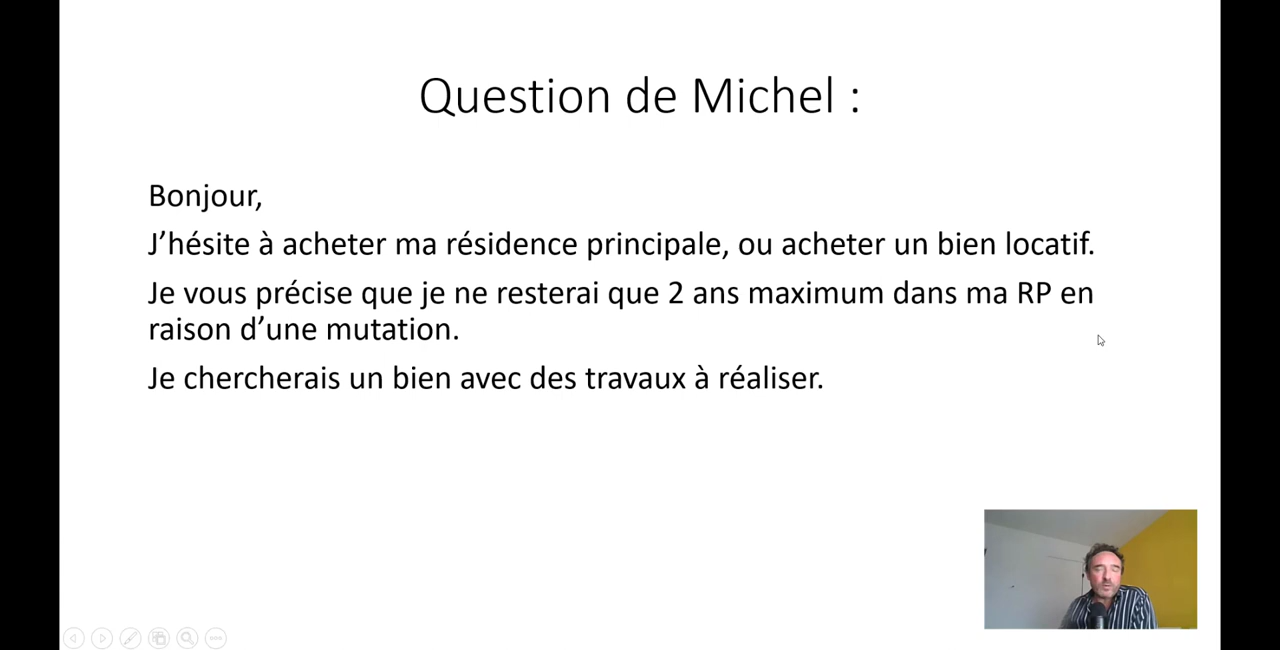 Question de Michel :
Bonjour,
J’hésite à acheter ma résidence principale, ou acheter un bien locatif.
Je vous précise que je ne resterai que 2 ans maximum dans ma RP en
raison d’une mutation.
Je chercherais un bien avec des travaux à réaliser.